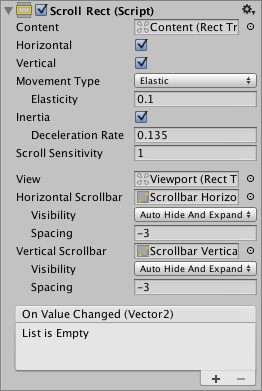 Scroll Rect (Script)
Content Content (Rect Tr
Horizontal
Vertical
Movement Type Elastic
Elasticity 0.1
Inertia
Deceleration Rate 0.135
Scroll Sensitivity 1
View Viewport (Rect T
Horizontal Scrollbar Scrollbar Horizo
Visibility Auto Hide And Expand
Spacing -3
Vertical Scrollbar Scrollbar Vertica
Visibility Auto Hide And Expand
Spacing -3
On Value Changed (Vector2)
List is Empty
+ −